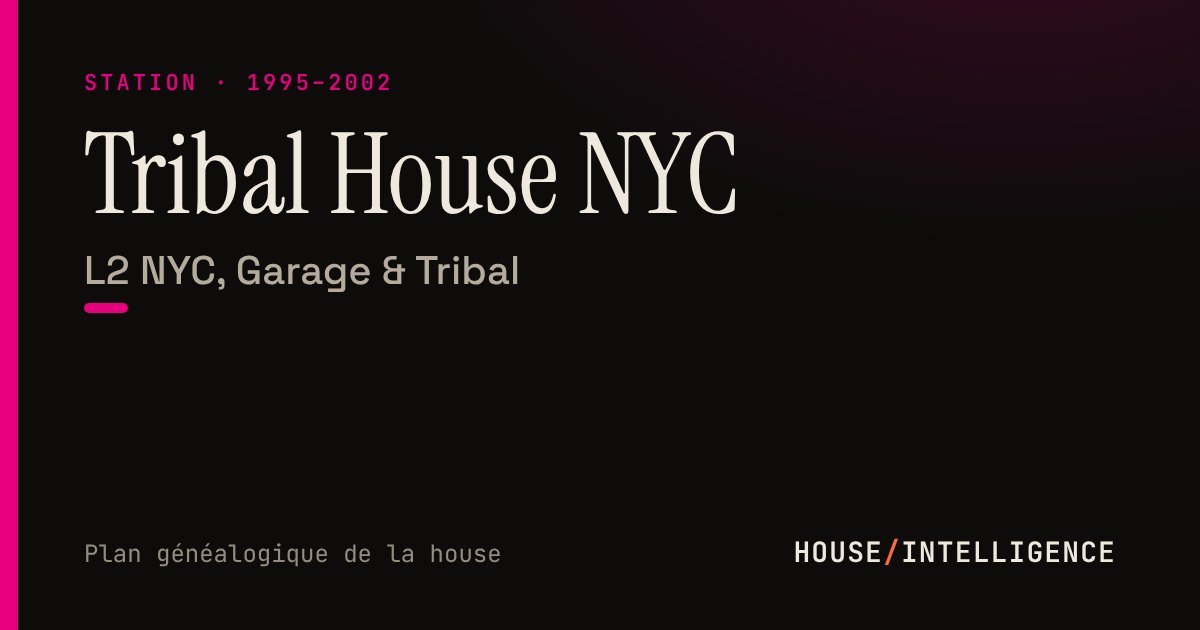 STATION · 1995–2002
Tribal House NYC
L2 NYC, Garage & Tribal
Plan généalogique de la house
HOUSE/INTELLIGENCE